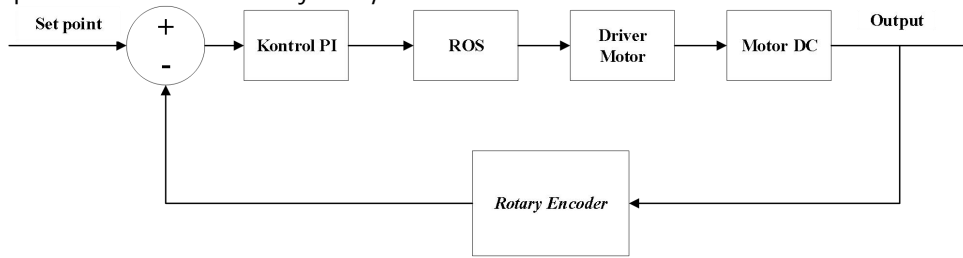 Set point
+
-
Kontrol PI
ROS
Driver
Motor
Motor DC
Output
Rotary Encoder